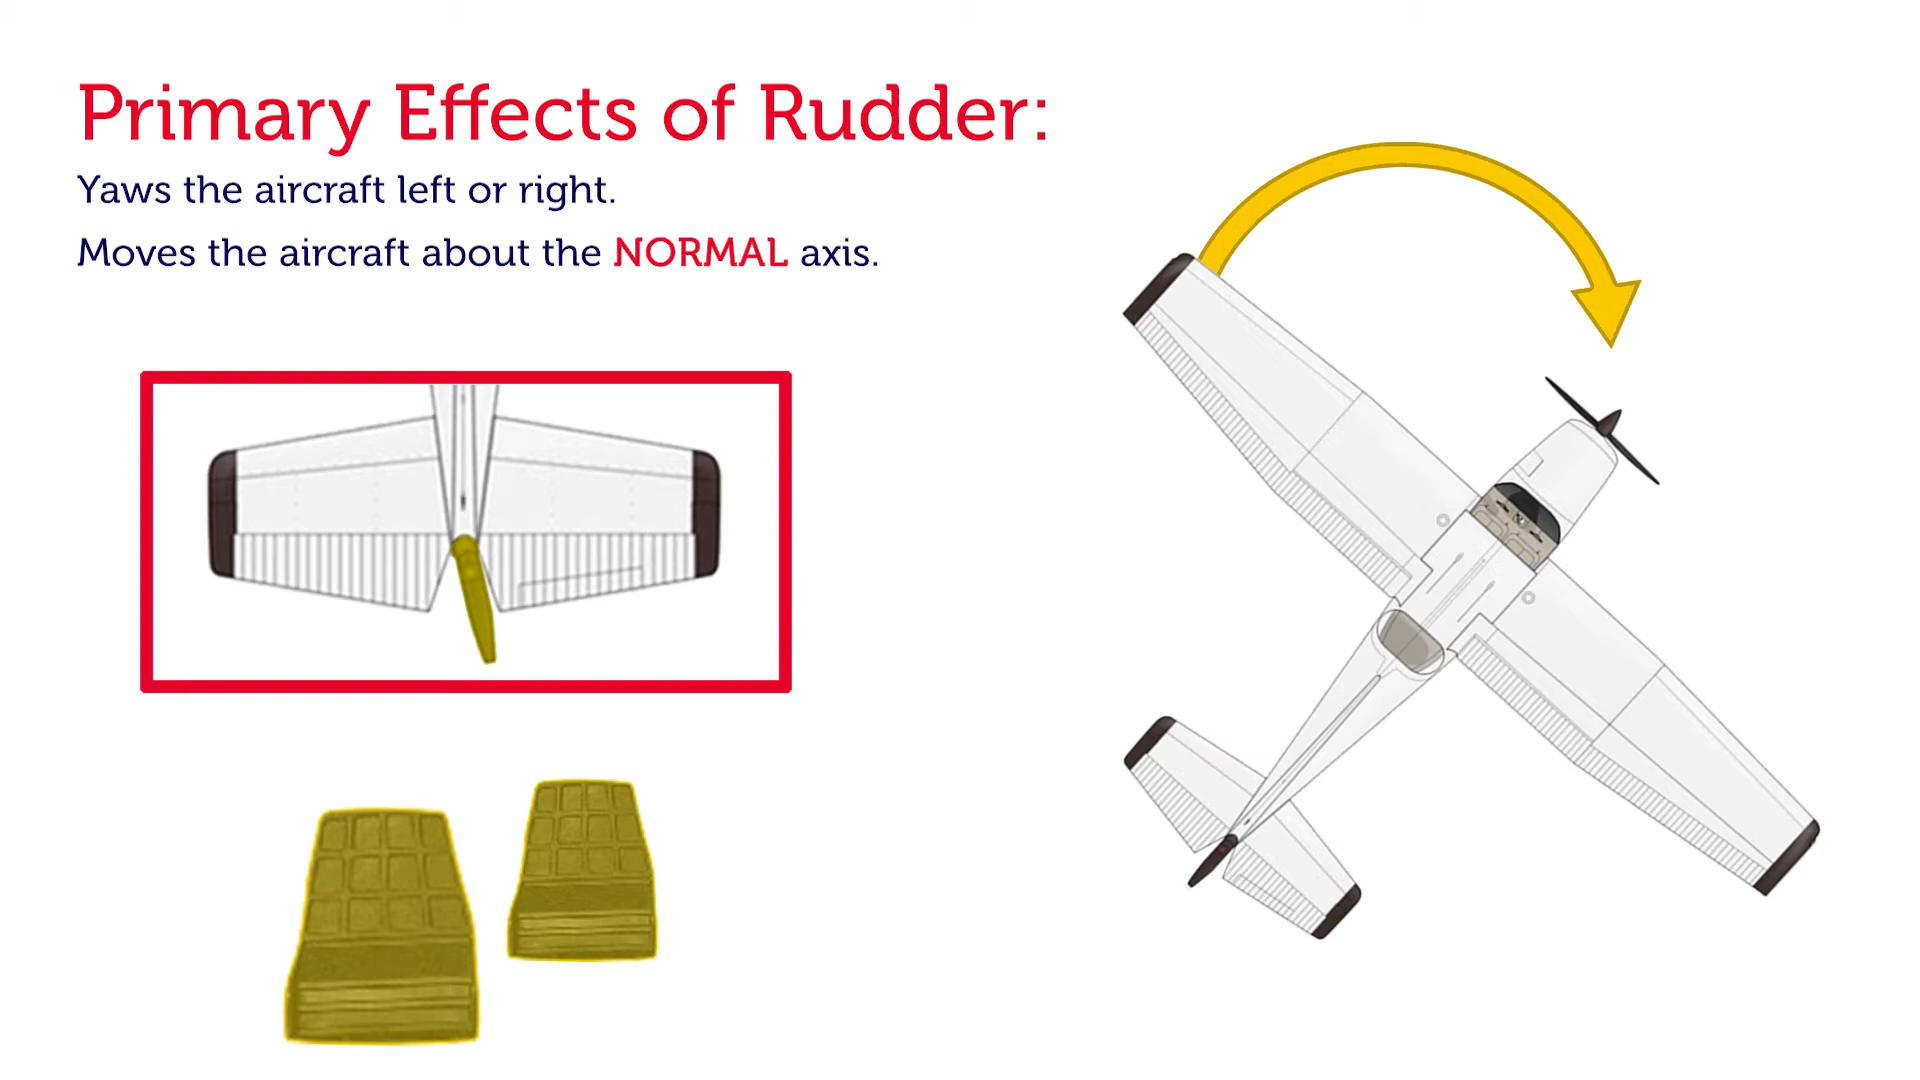 Primary Effects of Rudder:
Yaws the aircraft left or right.
Moves the aircraft about the NORMAL axis.